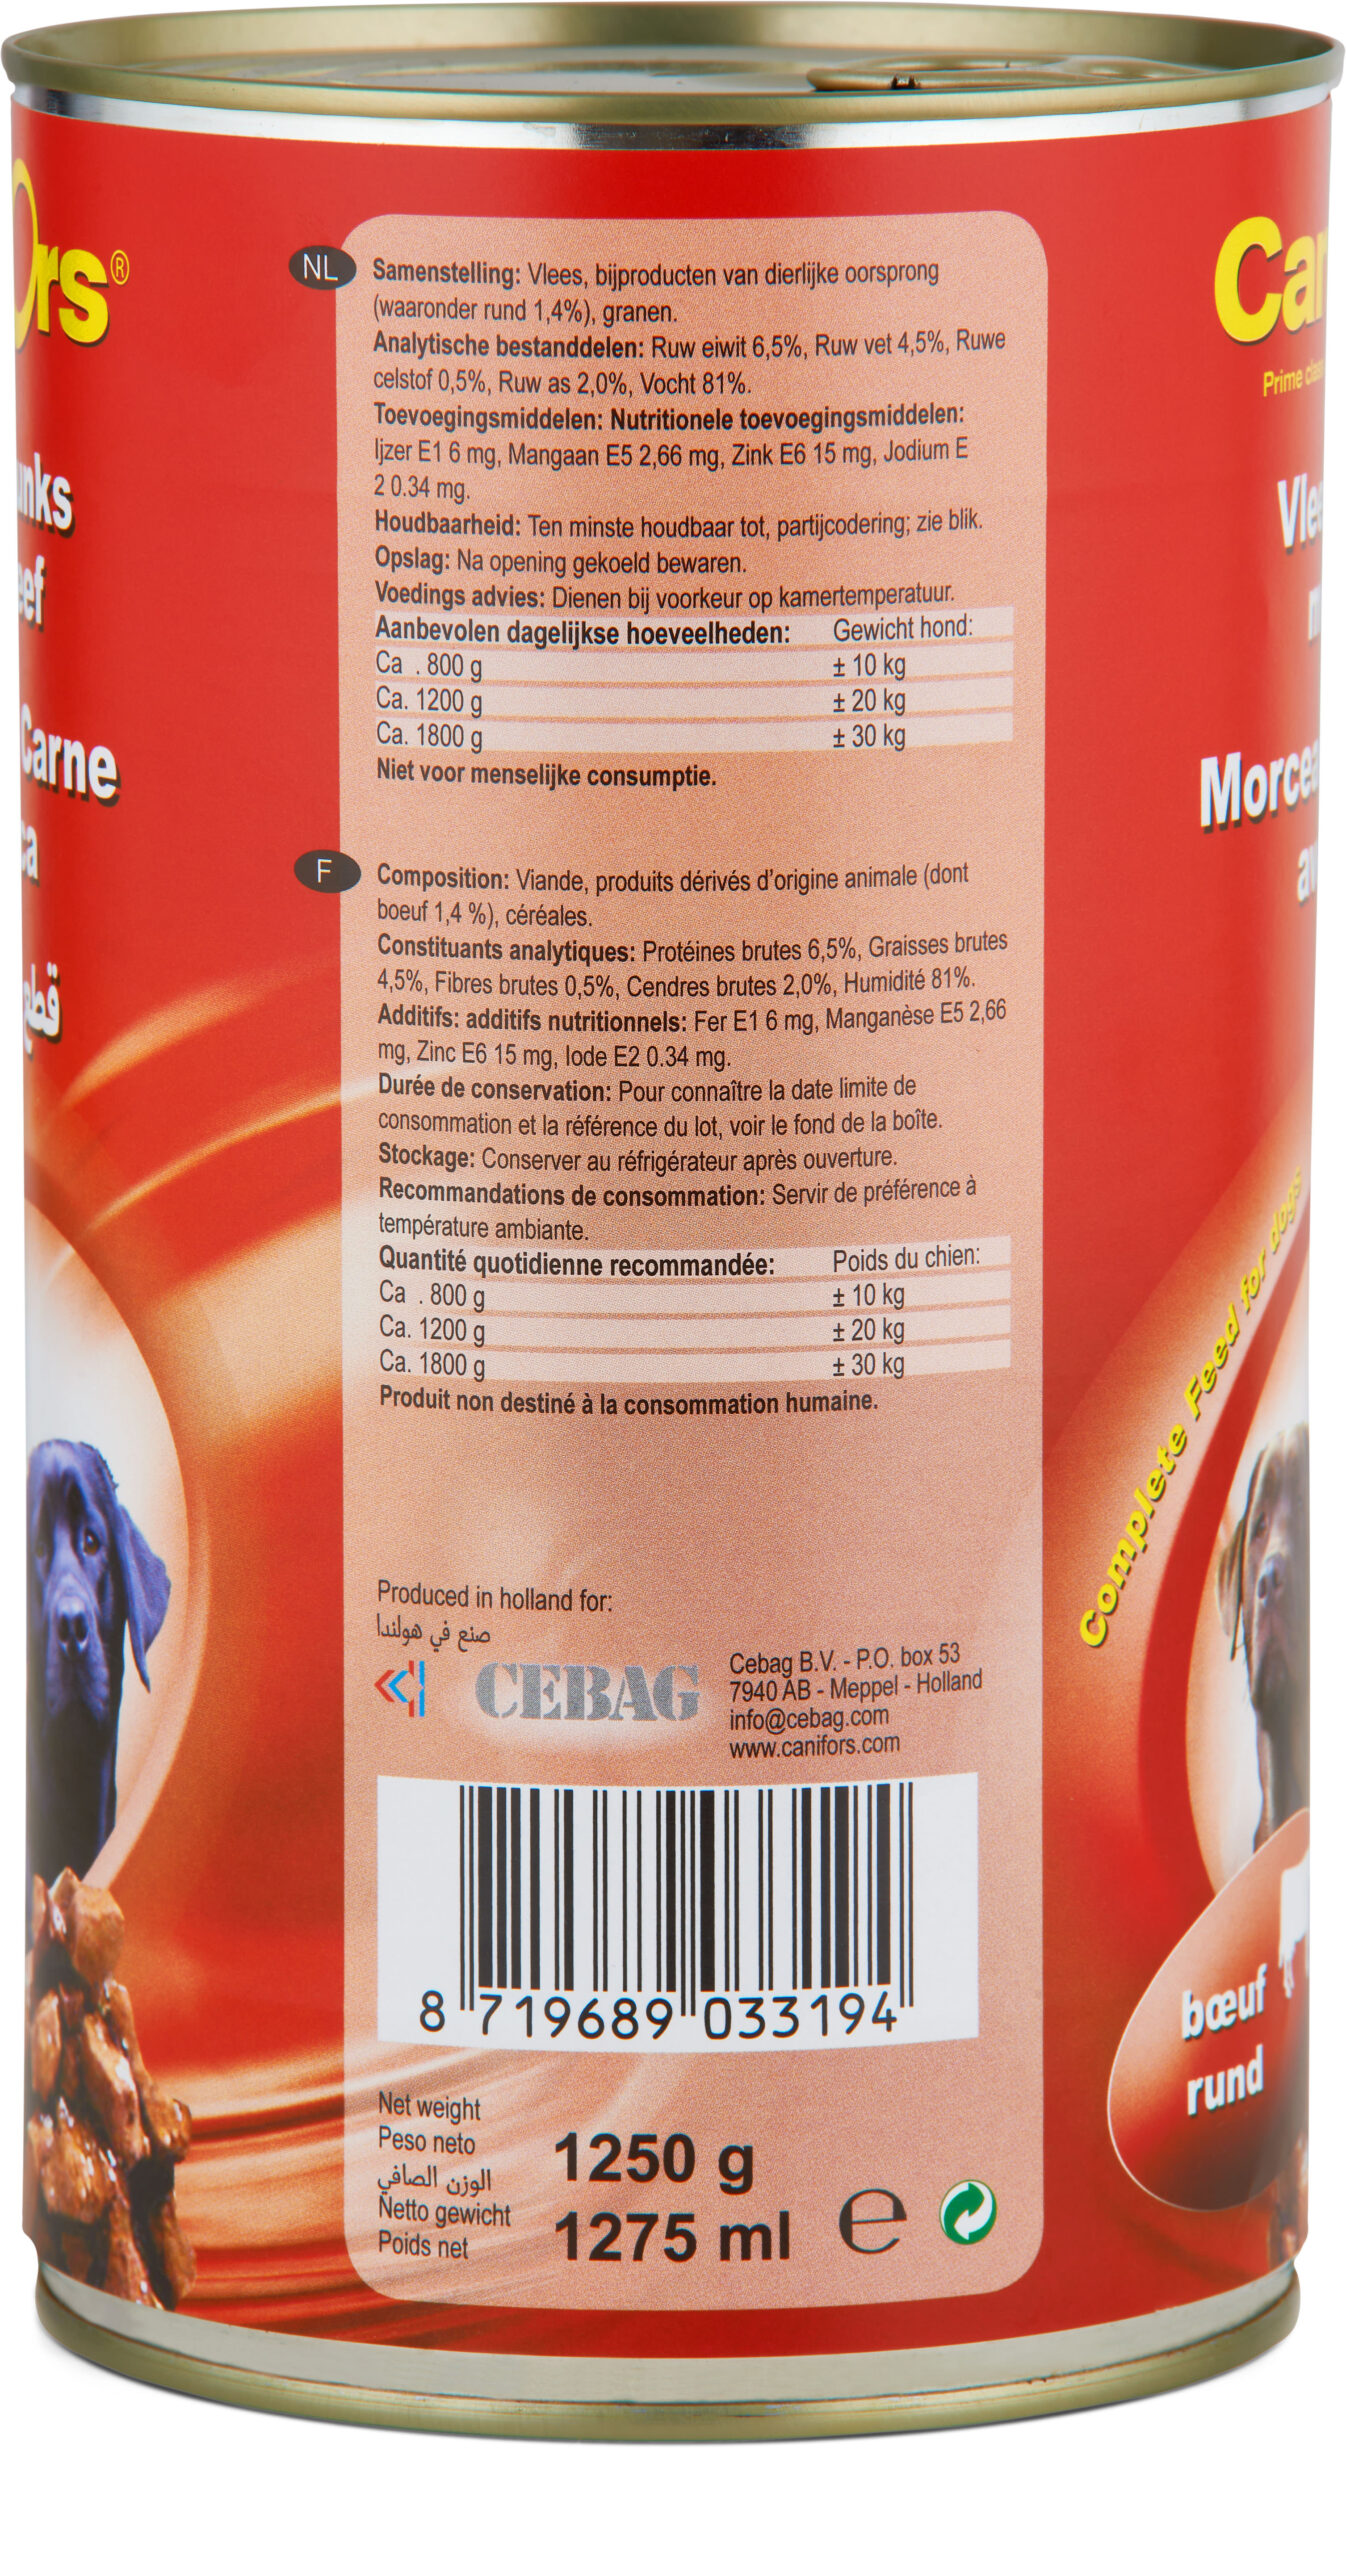 Ors®
unks
eef
Carne
ca
قطع
NL
Samenstelling: Vlees, bijproducten van dierlijke oorsprong
(waaronder rund 1,4%), granen.
Analytische bestanddelen: Ruw eiwit 6,5%, Ruw vet 4,5%, Ruwe
celstof 0,5%, Ruw as 2,0%, Vocht 81%.
Toevoegingsmiddelen: Nutritionele toevoegingsmiddelen:
Ijzer E1 6 mg, Mangaan E5 2,66 mg, Zink E6 15 mg, Jodium E
2 0.34 mg.
Houdbaarheid: Ten minste houdbaar tot, partijcodering; zie blik.
Opslag: Na opening gekoeld bewaren.
Voedings advies: Dienen bij voorkeur op kamertemperatuur.
Aanbevolen dagelijkse hoeveelheden: Gewicht hond:
Ca . 800 g ± 10 kg
Ca. 1200 g ± 20 kg
Ca. 1800 g ± 30 kg
Niet voor menselijke consumptie.
F
Composition: Viande, produits dérivés d'origine animale (dont
boeuf 1,4 %), céréales.
Constituants analytiques: Protéines brutes 6,5%, Graisses brutes
4,5%, Fibres brutes 0,5%, Cendres brutes 2,0%, Humidité 81%.
Additifs: additifs nutritionnels: Fer E1 6 mg, Manganèse E5 2,66
mg, Zinc E6 15 mg, Iode E2 0.34 mg.
Durée de conservation: Pour connaître la date limite de
consommation et la référence du lot, voir le fond de la boîte.
Stockage: Conserver au réfrigérateur après ouverture.
Recommandations de consommation: Servir de préférence à
température ambiante.
Quantité quotidienne recommandée: Poids du chien:
Ca . 800 g ± 10 kg
Ca. 1200 g ± 20 kg
Ca. 1800 g ± 30 kg
Produit non destiné à la consommation humaine.
Produced in holland for:
صنع في هولندا
CEBAG
Cebag B.V. - P.O. box 53
7940 AB - Meppel - Holland
info@cebag.com
www.canifors.com
8 719689 033194
Net weight
Peso neto
الوزن الصافي
Netto gewicht
Poids net
1250 g
1275 ml e
Can
Prime class
Vlee
Morcea
av
Complete Feed for dogs
bœuf
rund